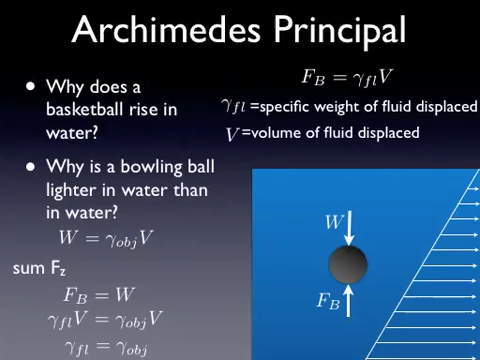 Archimedes Principal
• Why does a
basketball rise in
water?
• Why is a bowling ball
lighter in water than
in water?
W = γ_obj V
sum F_z
F_B = W
γ_fl V = γ_obj V
γ_fl = γ_obj
F_B = γ_fl V
γ_fl =specific weight of fluid displaced
V =volume of fluid displaced
W
F_B